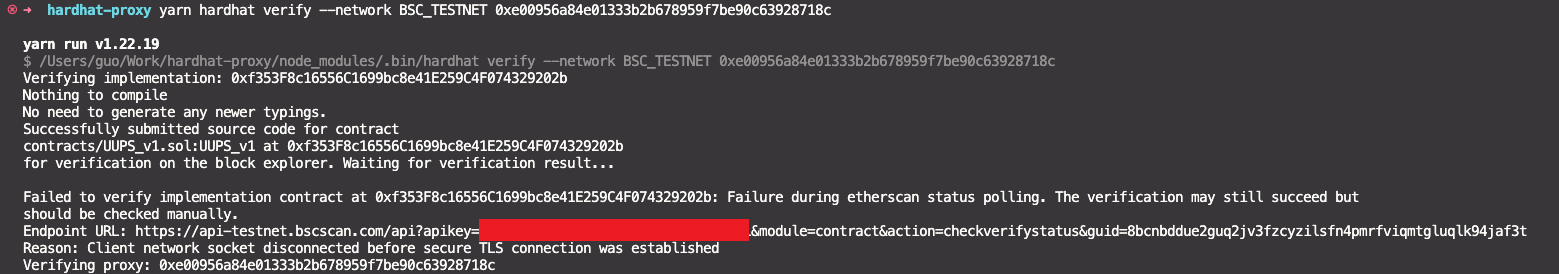 → hardhat-proxy yarn hardhat verify --network BSC_TESTNET 0xe00956a84e01333b2b678959f7be90c63928718c
yarn run v1.22.19
$ /Users/guo/Work/hardhat-proxy/node_modules/.bin/hardhat verify --network BSC_TESTNET 0xe00956a84e01333b2b678959f7be90c63928718c
Verifying implementation: 0xf353F8c16556C1699bc8e41E259C4F074329202b
Nothing to compile
No need to generate any newer typings.
Successfully submitted source code for contract
contracts/UUPS_v1.sol:UUPS_v1 at 0xf353F8c16556C1699bc8e41E259C4F074329202b
for verification on the block explorer. Waiting for verification result...
Failed to verify implementation contract at 0xf353F8c16556C1699bc8e41E259C4F074329202b: Failure during etherscan status polling. The verification may still succeed but
should be checked manually.
Endpoint URL: https://api-testnet.bscscan.com/api?apikey= &module=contract&action=checkverifystatus&guid=8bcnbddue2guq2jv3fzcyzilsfn4pmrfviqmtgluqlk94jaf3t
Reason: Client network socket disconnected before secure TLS connection was established
Verifying proxy: 0xe00956a84e01333b2b678959f7be90c63928718c